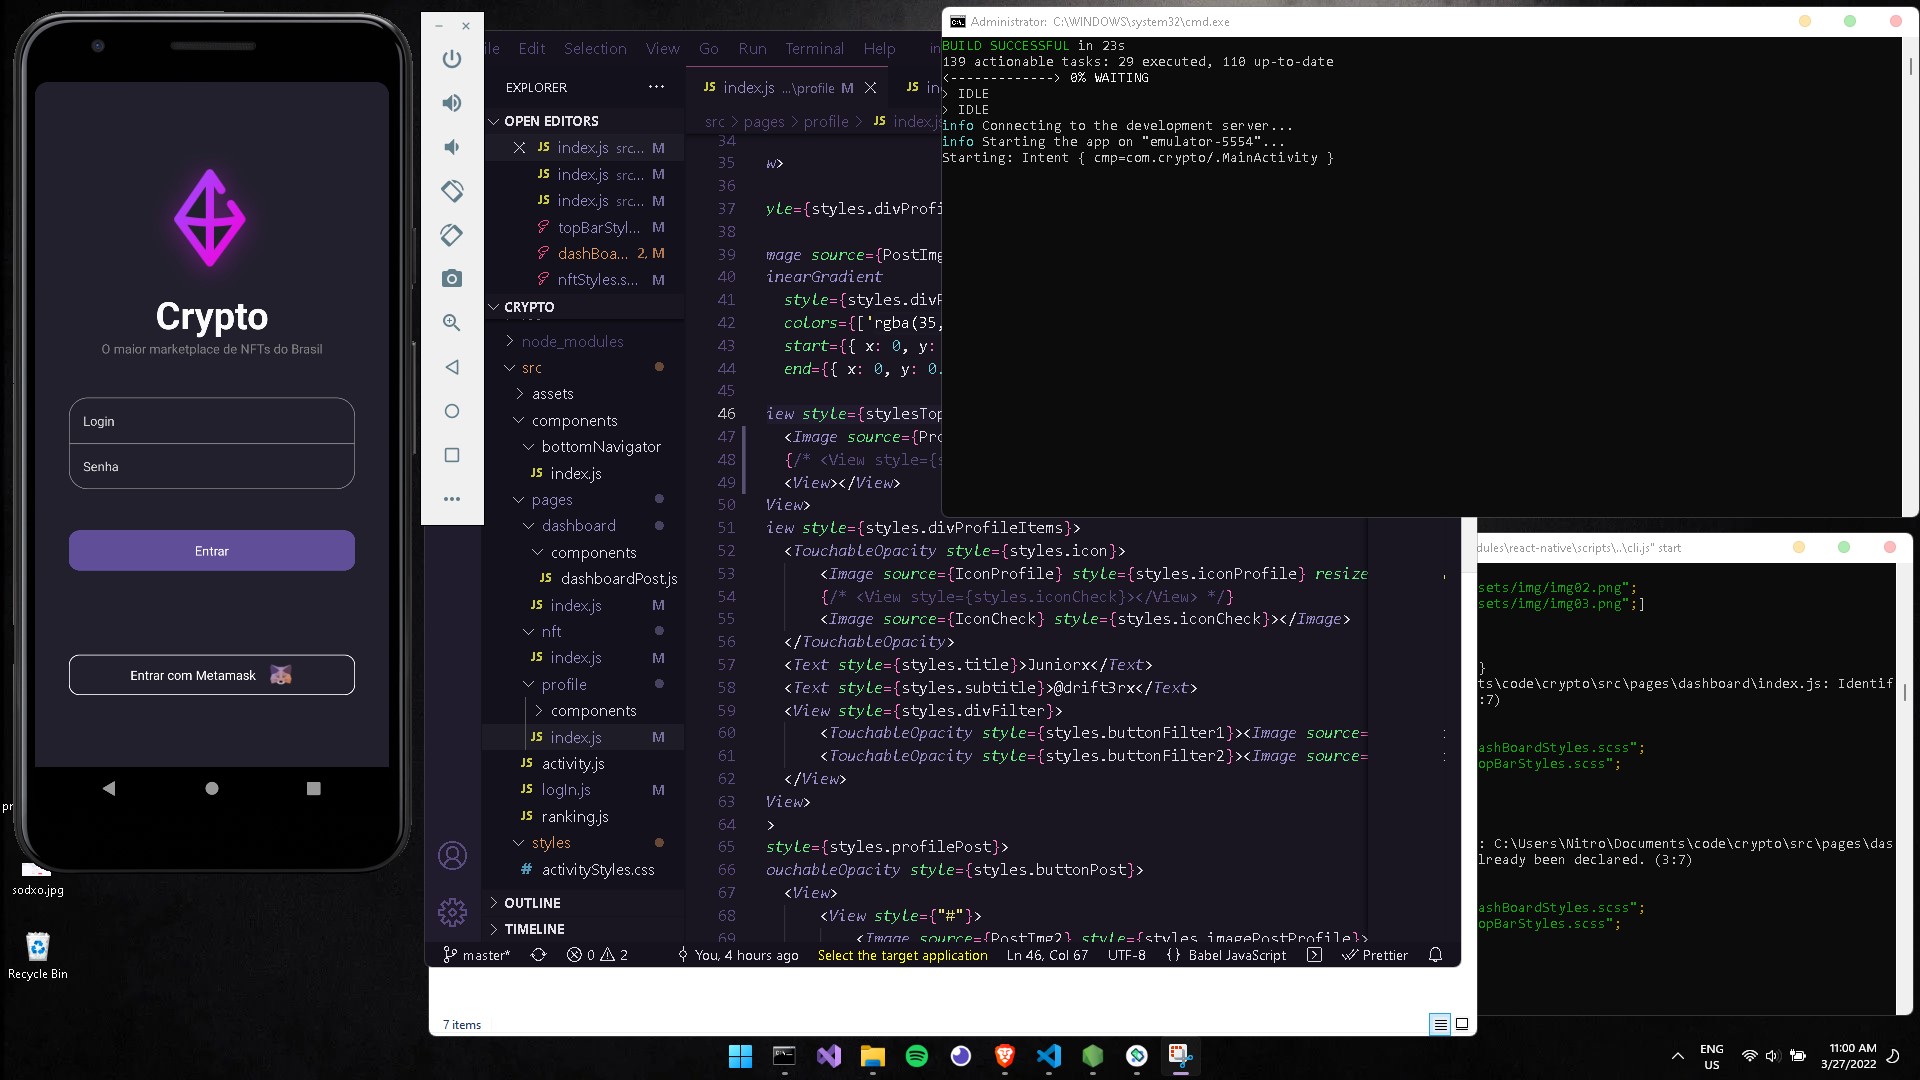 Crypto
O maior marketplace de NFTs do Brasil
Login
Senha
Entrar
Entrar com Metamask
sodxo.jpg
Recycle Bin
Edit Selection View Go Run Terminal Help
EXPLORER
OPEN EDITORS
index.js src... M
index.js src... M
index.js src... M
topBarStyl... M
dashBoa... 2, M
nftStyles.s... M
CRYPTO
node_modules
src
assets
components
bottomNavigator
index.js
pages
dashboard
components
dashboardPost.js
index.js M
nft
index.js M
profile
components
index.js M
activity.js
logIn.js M
ranking.js
styles
activityStyles.css
OUTLINE
TIMELINE
index.js ...\profile M
src > pages > profile > index.js
34
35 w>
36
37 yle={styles.divProfi
38
39 mage source={PostImg
40 inearGradient
41 style={styles.divP
42 colors={['rgba(35,
43 start={{ x: 0, y:
44 end={{ x: 0, y: 0.
45
46 iew style={stylesTop
47 <Image source={Pro
48 {/* <View style={s
49 <View></View>
50 View>
51 iew style={styles.divProfileItems}>
52 <TouchableOpacity style={styles.icon}>
53 <Image source={IconProfile} style={styles.iconProfile} resize
54 {/* <View style={styles.iconCheck}></View> */}
55 <Image source={IconCheck} style={styles.iconCheck}></Image>
56 </TouchableOpacity>
57 <Text style={styles.title}>Juniorx</Text>
58 <Text style={styles.subtitle}>@drift3rx</Text>
59 <View style={styles.divFilter}>
60 <TouchableOpacity style={styles.buttonFilter1}><Image source=
61 <TouchableOpacity style={styles.buttonFilter2}><Image source=
62 </View>
63 View>
64 >
65 style={styles.profilePost}>
66 ouchableOpacity style={styles.buttonPost}>
67 <View>
68 <View style={"#"}>
69 <Image source={PostImg2} style={styles.imagePostProfile}>
master* 0 2 You, 4 hours ago Select the target application Ln 46, Col 67 UTF-8 {} Babel JavaScript Prettier
7 items
Administrator: C:\WINDOWS\system32\cmd.exe
BUILD SUCCESSFUL in 23s
139 actionable tasks: 29 executed, 110 up-to-date
<-------------> 0% WAITING
> IDLE
> IDLE
info Connecting to the development server...
info Starting the app on "emulator-5554"...
Starting: Intent { cmp=com.crypto/.MainActivity }
dules\react-native\scripts\..\cli.js" start
sets/img/img02.png";
sets/img/img03.png";]
}
ts\code\crypto\src\pages\dashboard\index.js: Identif
:7)
ashBoardStyles.scss";
opBarStyles.scss";
: C:\Users\Nitro\Documents\code\crypto\src\pages\das
lready been declared. (3:7)
ashBoardStyles.scss";
opBarStyles.scss";
ENG
US
11:00 AM
3/27/2022